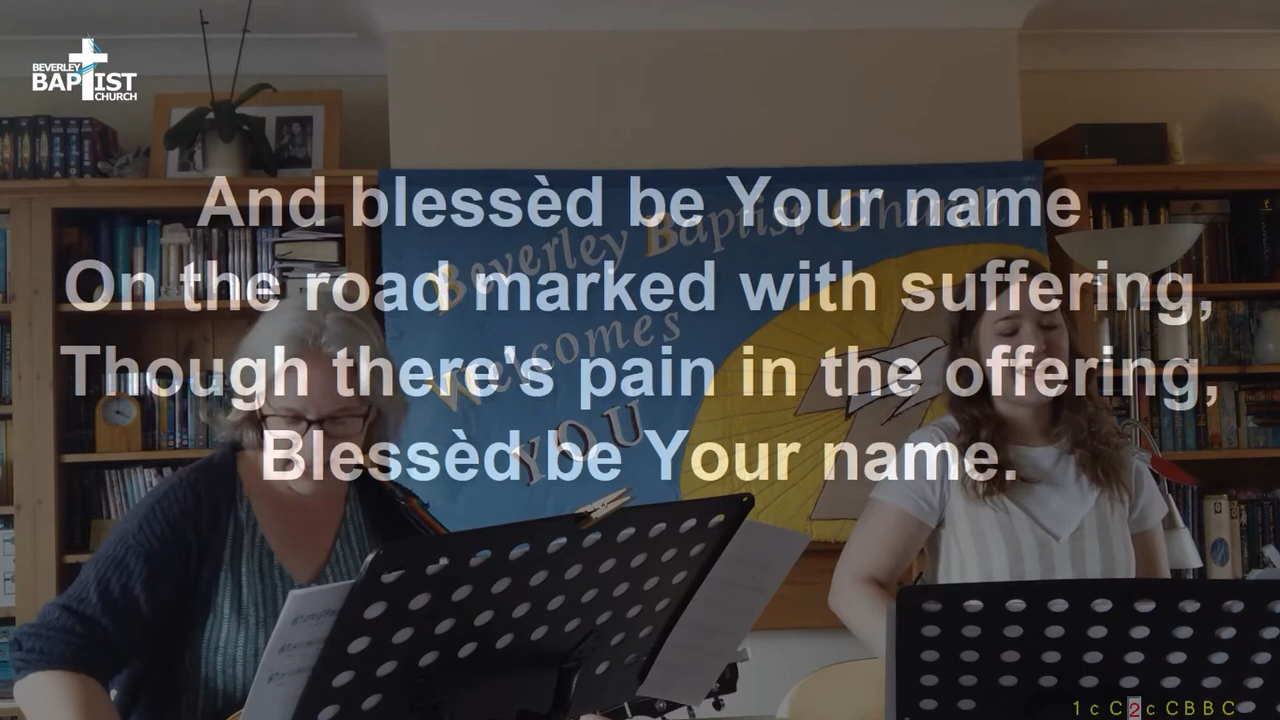 BEVERLEY
BAPTIST
CHURCH
And blessèd be Your name
On the road marked with suffering,
Though there's pain in the offering,
Blessèd be Your name.
Beverley Baptist Church
Welcomes
YOU
1 c C 2 c C B B C